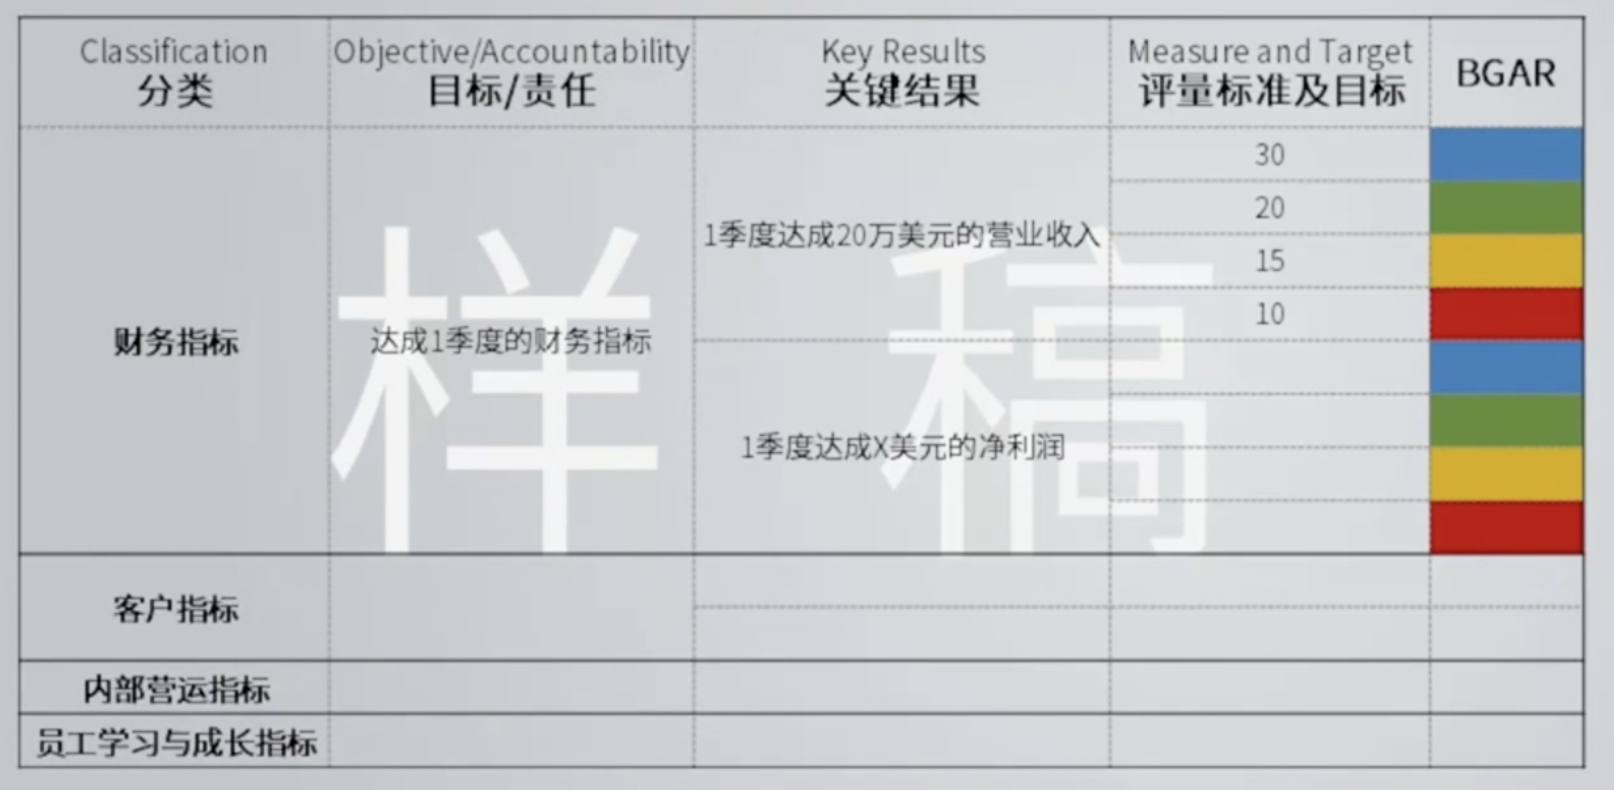 Classification
分类
Objective/Accountability
目标/责任
Key Results
关键结果
Measure and Target
评量标准及目标
BGAR
财务指标
达成1季度的财务指标
1季度达成20万美元的营业收入
30
20
15
10
1季度达成X美元的净利润
样 稿
客户指标
内部营运指标
员工学习与成长指标